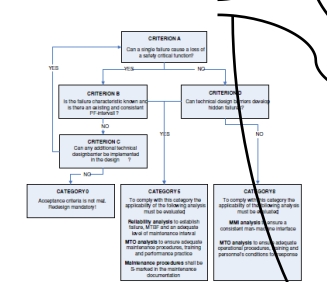 CRITERION A
Can a single failure cause a loss of
a safety critical function?
YES
NO
YES
CRITERION B
Is the failure characteristic known and
is there an existing and consistent
PF-interval ?
CRITERION D
Can technical design barriers develop
hidden failure
NO
YES
NO
CRITERION C
Can any additional technical
designbarrier be implemented
in the design ?
NO
CATEGORY 0
Acceptance criteria is not met.
Redesign mandatory!
CATEGORY S
To comply with this category the
applicability of the following analysis
must be evaluated
Reliability analysis to establish
failure, MTBF and an adequate
level of maintenance interval
MTO analysis to ensure adequate
maintenance procedures, training
and performance practice
Maintenance procedures shall be
S-marked in the maintenance
documentation
To comply with this category the
applicability of the following analysis
must be evaluated
MMI analysis to ensure a
consistent man-machine interface
MTO analysis to ensure adequate
operational procedures, training and
personnel's conditions for response